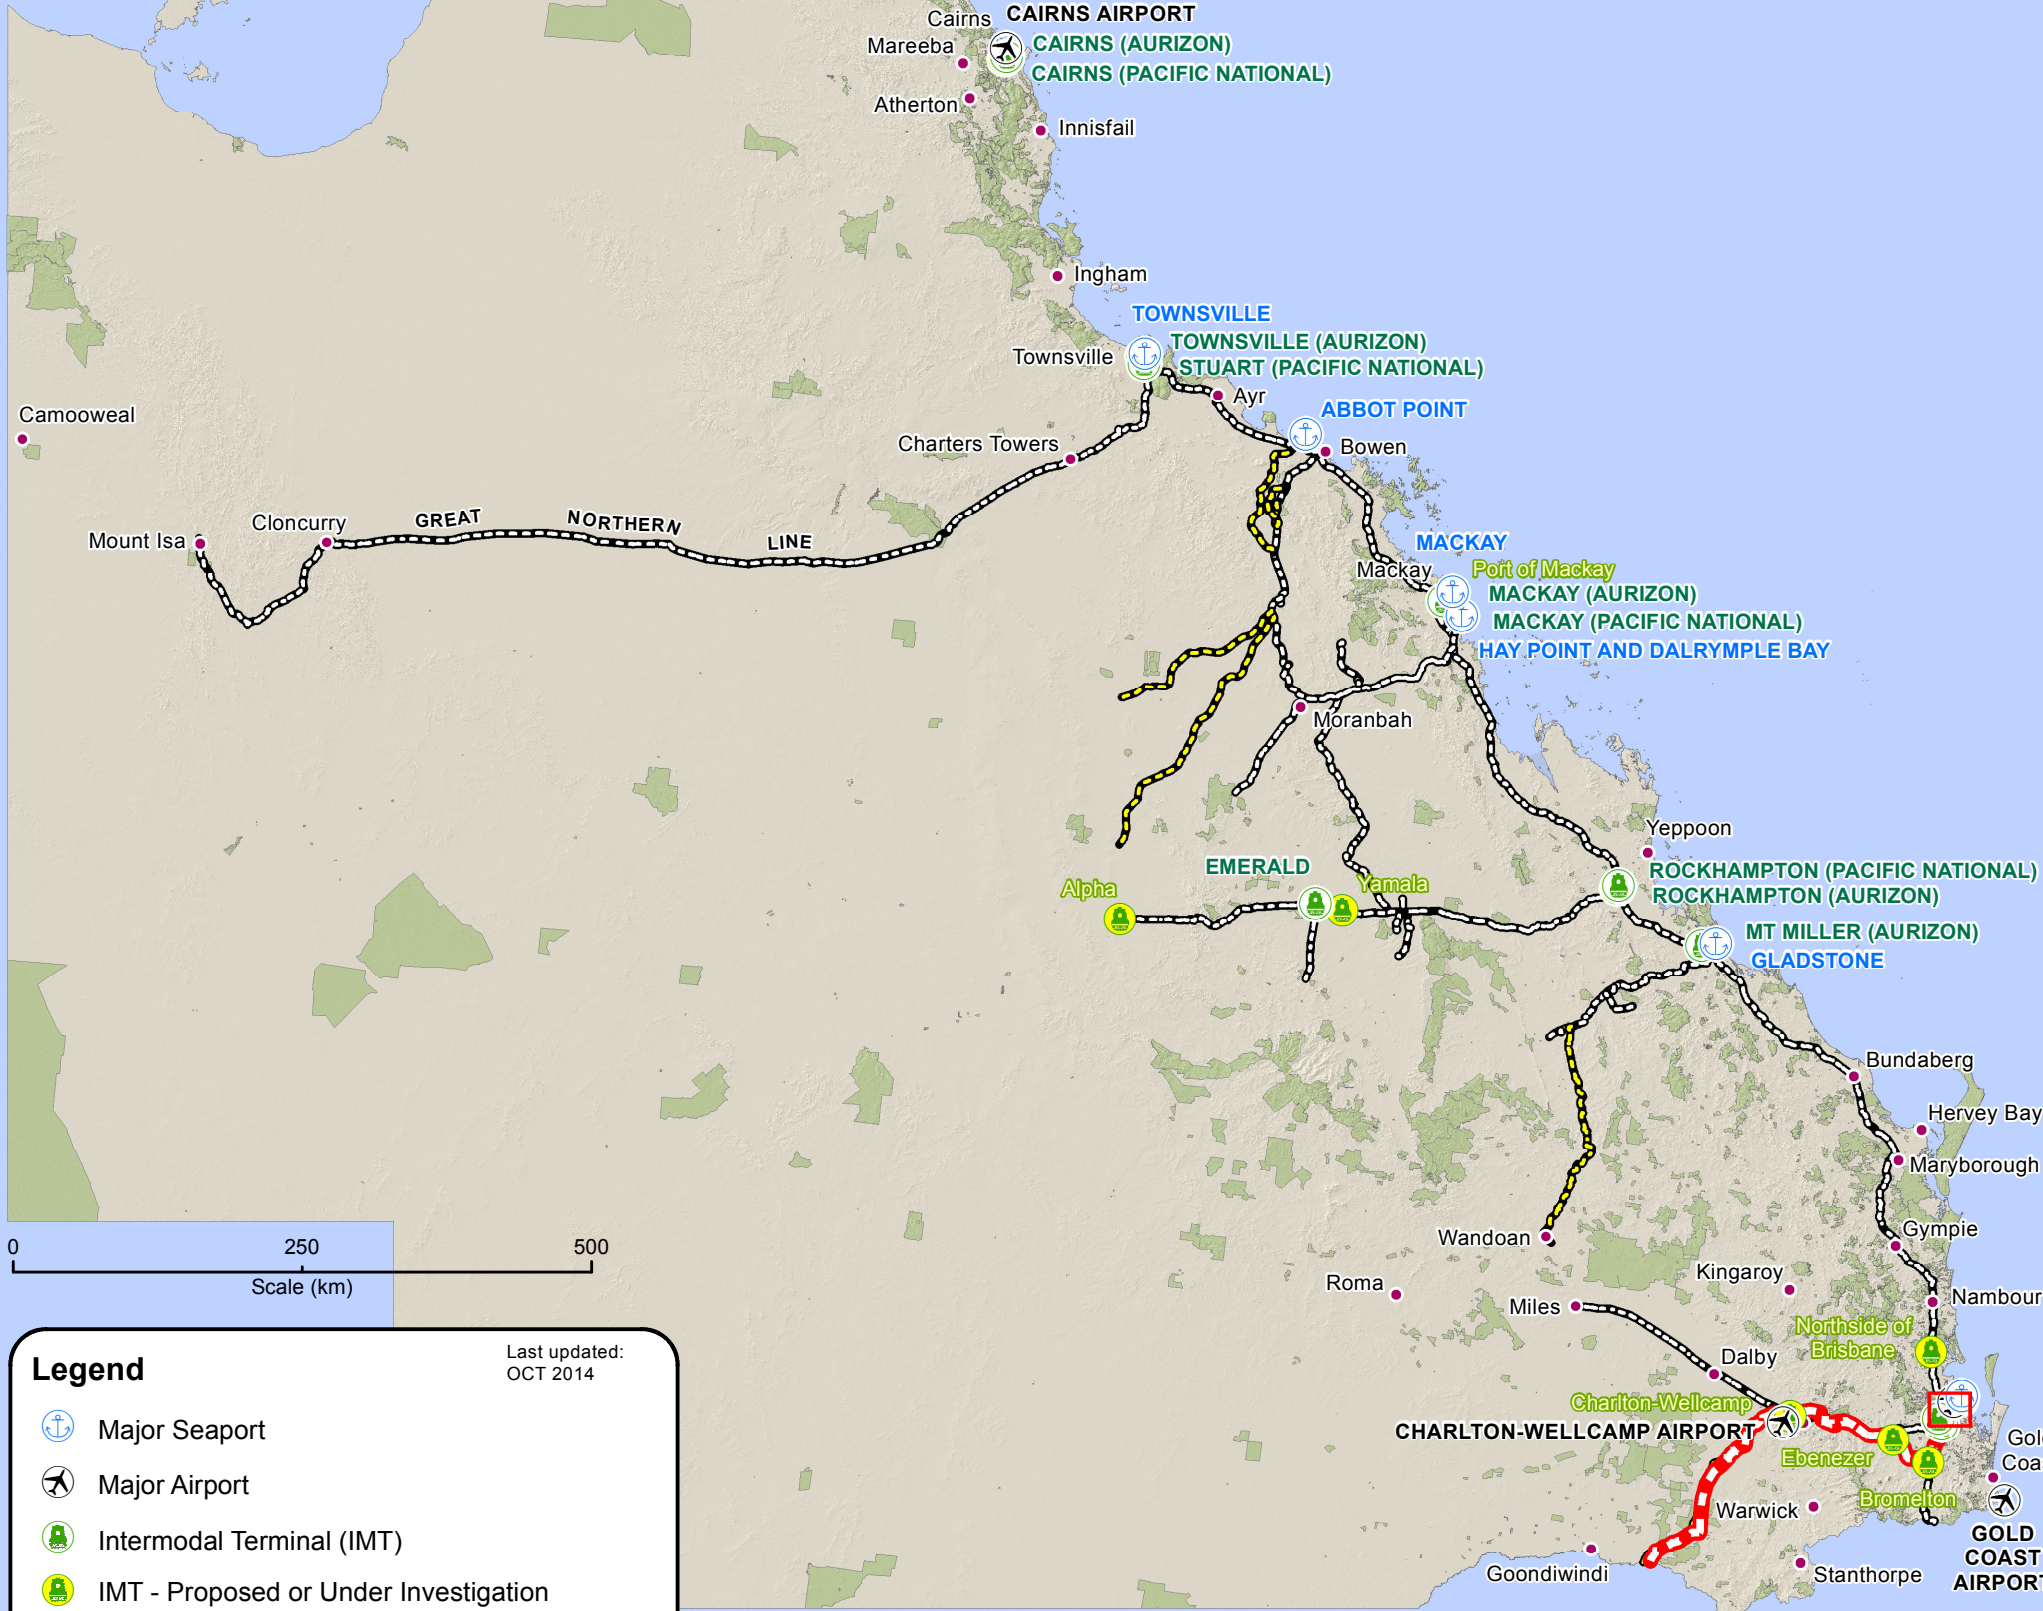 Cairns
CAIRNS AIRPORT
Mareeba
CAIRNS (AURIZON)
CAIRNS (PACIFIC NATIONAL)
Atherton
Innisfail
Ingham
TOWNSVILLE
Townsville
TOWNSVILLE (AURIZON)
STUART (PACIFIC NATIONAL)
Ayr
ABBOT POINT
Camooweal
Charters Towers
Bowen
Mount Isa
Cloncurry
GREAT NORTHERN LINE
MACKAY
Mackay
Port of Mackay
MACKAY (AURIZON)
MACKAY (PACIFIC NATIONAL)
HAY POINT AND DALRYMPLE BAY
Moranbah
Yeppoon
EMERALD
Alpha
Yamala
ROCKHAMPTON (PACIFIC NATIONAL)
ROCKHAMPTON (AURIZON)
MT MILLER (AURIZON)
GLADSTONE
Bundaberg
Hervey Bay
Maryborough
Wandoan
Gympie
0 250 500
Scale (km)
Roma
Kingaroy
Miles
Nambour
Northside of
Brisbane
Dalby
Charlton-Wellcamp
CHARLTON-WELLCAMP AIRPORT
Ebenezer
Gol
Coa
Bromelton
Warwick
GOLD
COAST
AIRPORT
Goondiwindi
Stanthorpe
Legend
Last updated:
OCT 2014
Major Seaport
Major Airport
Intermodal Terminal (IMT)
IMT - Proposed or Under Investigation